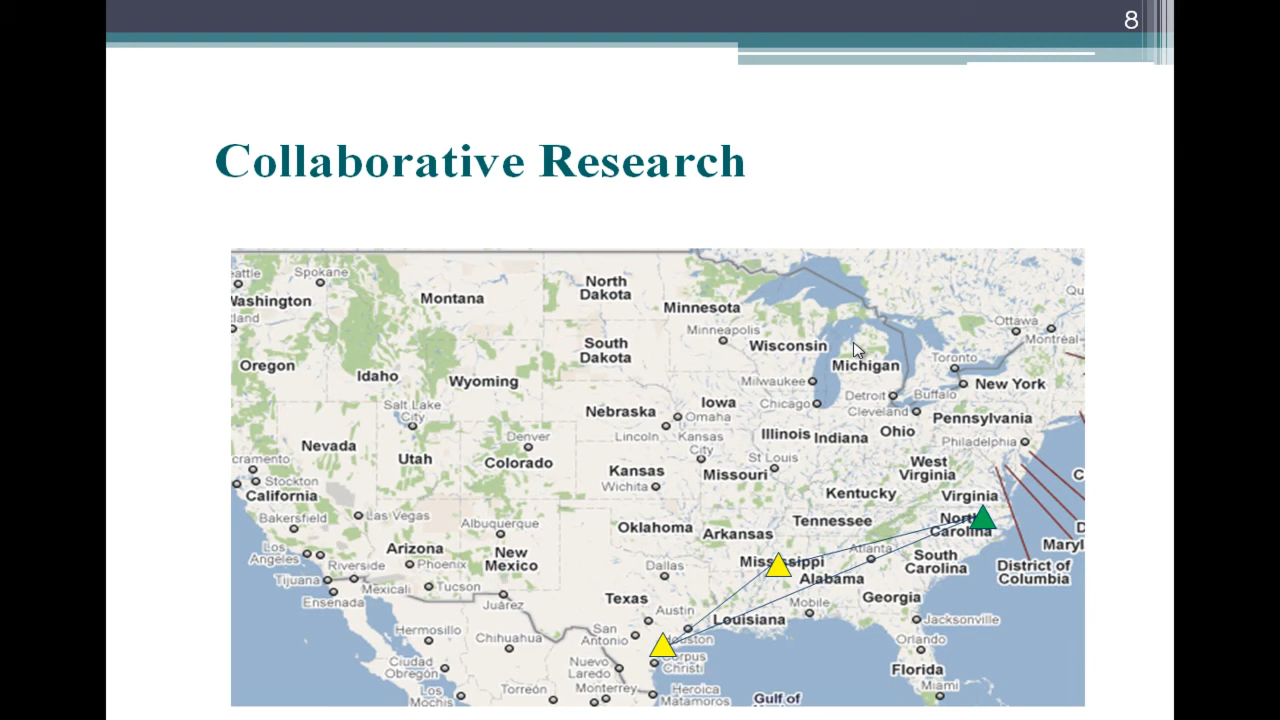 8
Collaborative Research
Spokane
Washington
Montana
North
Dakota
Minnesota
Ottawa
Montréal
Minneapolis
Wisconsin
South
Dakota
Oregon
Idaho
Wyoming
Michigan
Toronto
New York
Milwaukee
Detroit
Buffalo
Iowa
Chicago
Cleveland
Salt Lake
City
Nebraska
Omaha
Pennsylvania
Lincoln
Kansas
City
Illinois
Indiana
Ohio
Philadelphia
Nevada
Utah
Denver
Colorado
Kansas
Wichita
Missouri
St Louis
West
Virginia
cramento
Stockton
California
Kentucky
Virginia
Bakersfield
Las Vegas
Albuquerque
Oklahoma
Arkansas
Tennessee
North
Carolina
Los
Angeles
Riverside
Arizona
Phoenix
New
Mexico
Dallas
Mississippi
Alabama
Atlanta
South
Carolina
Maryl
District of
Columbia
Tijuana
Mexicali
Tucson
Ensenada
Juárez
Texas
Austin
Mobile
Georgia
Louisiana
Jacksonville
Hermosillo
Chihuahua
San
Antonio
Houston
Orlando
Ciudad
Obregón
Nuevo
Laredo
Corpus
Christi
Florida
Los
Mochis
Torreón
Monterrey
Heroica
Matamoros
Gulf of
Miami